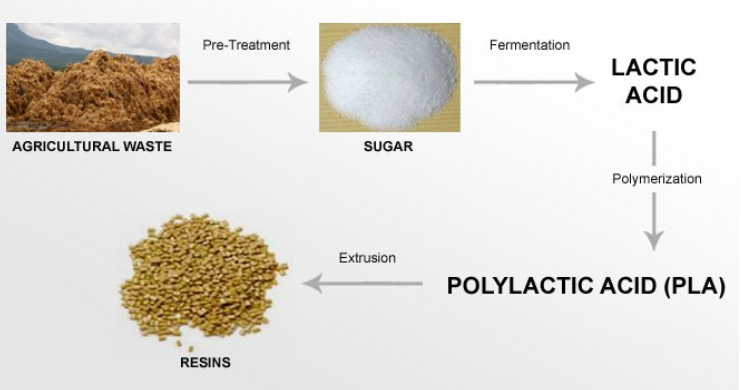 Pre-Treatment
Fermentation
LACTIC
ACID
AGRICULTURAL WASTE
SUGAR
Polymerization
Extrusion
POLYLACTIC ACID (PLA)
RESINS